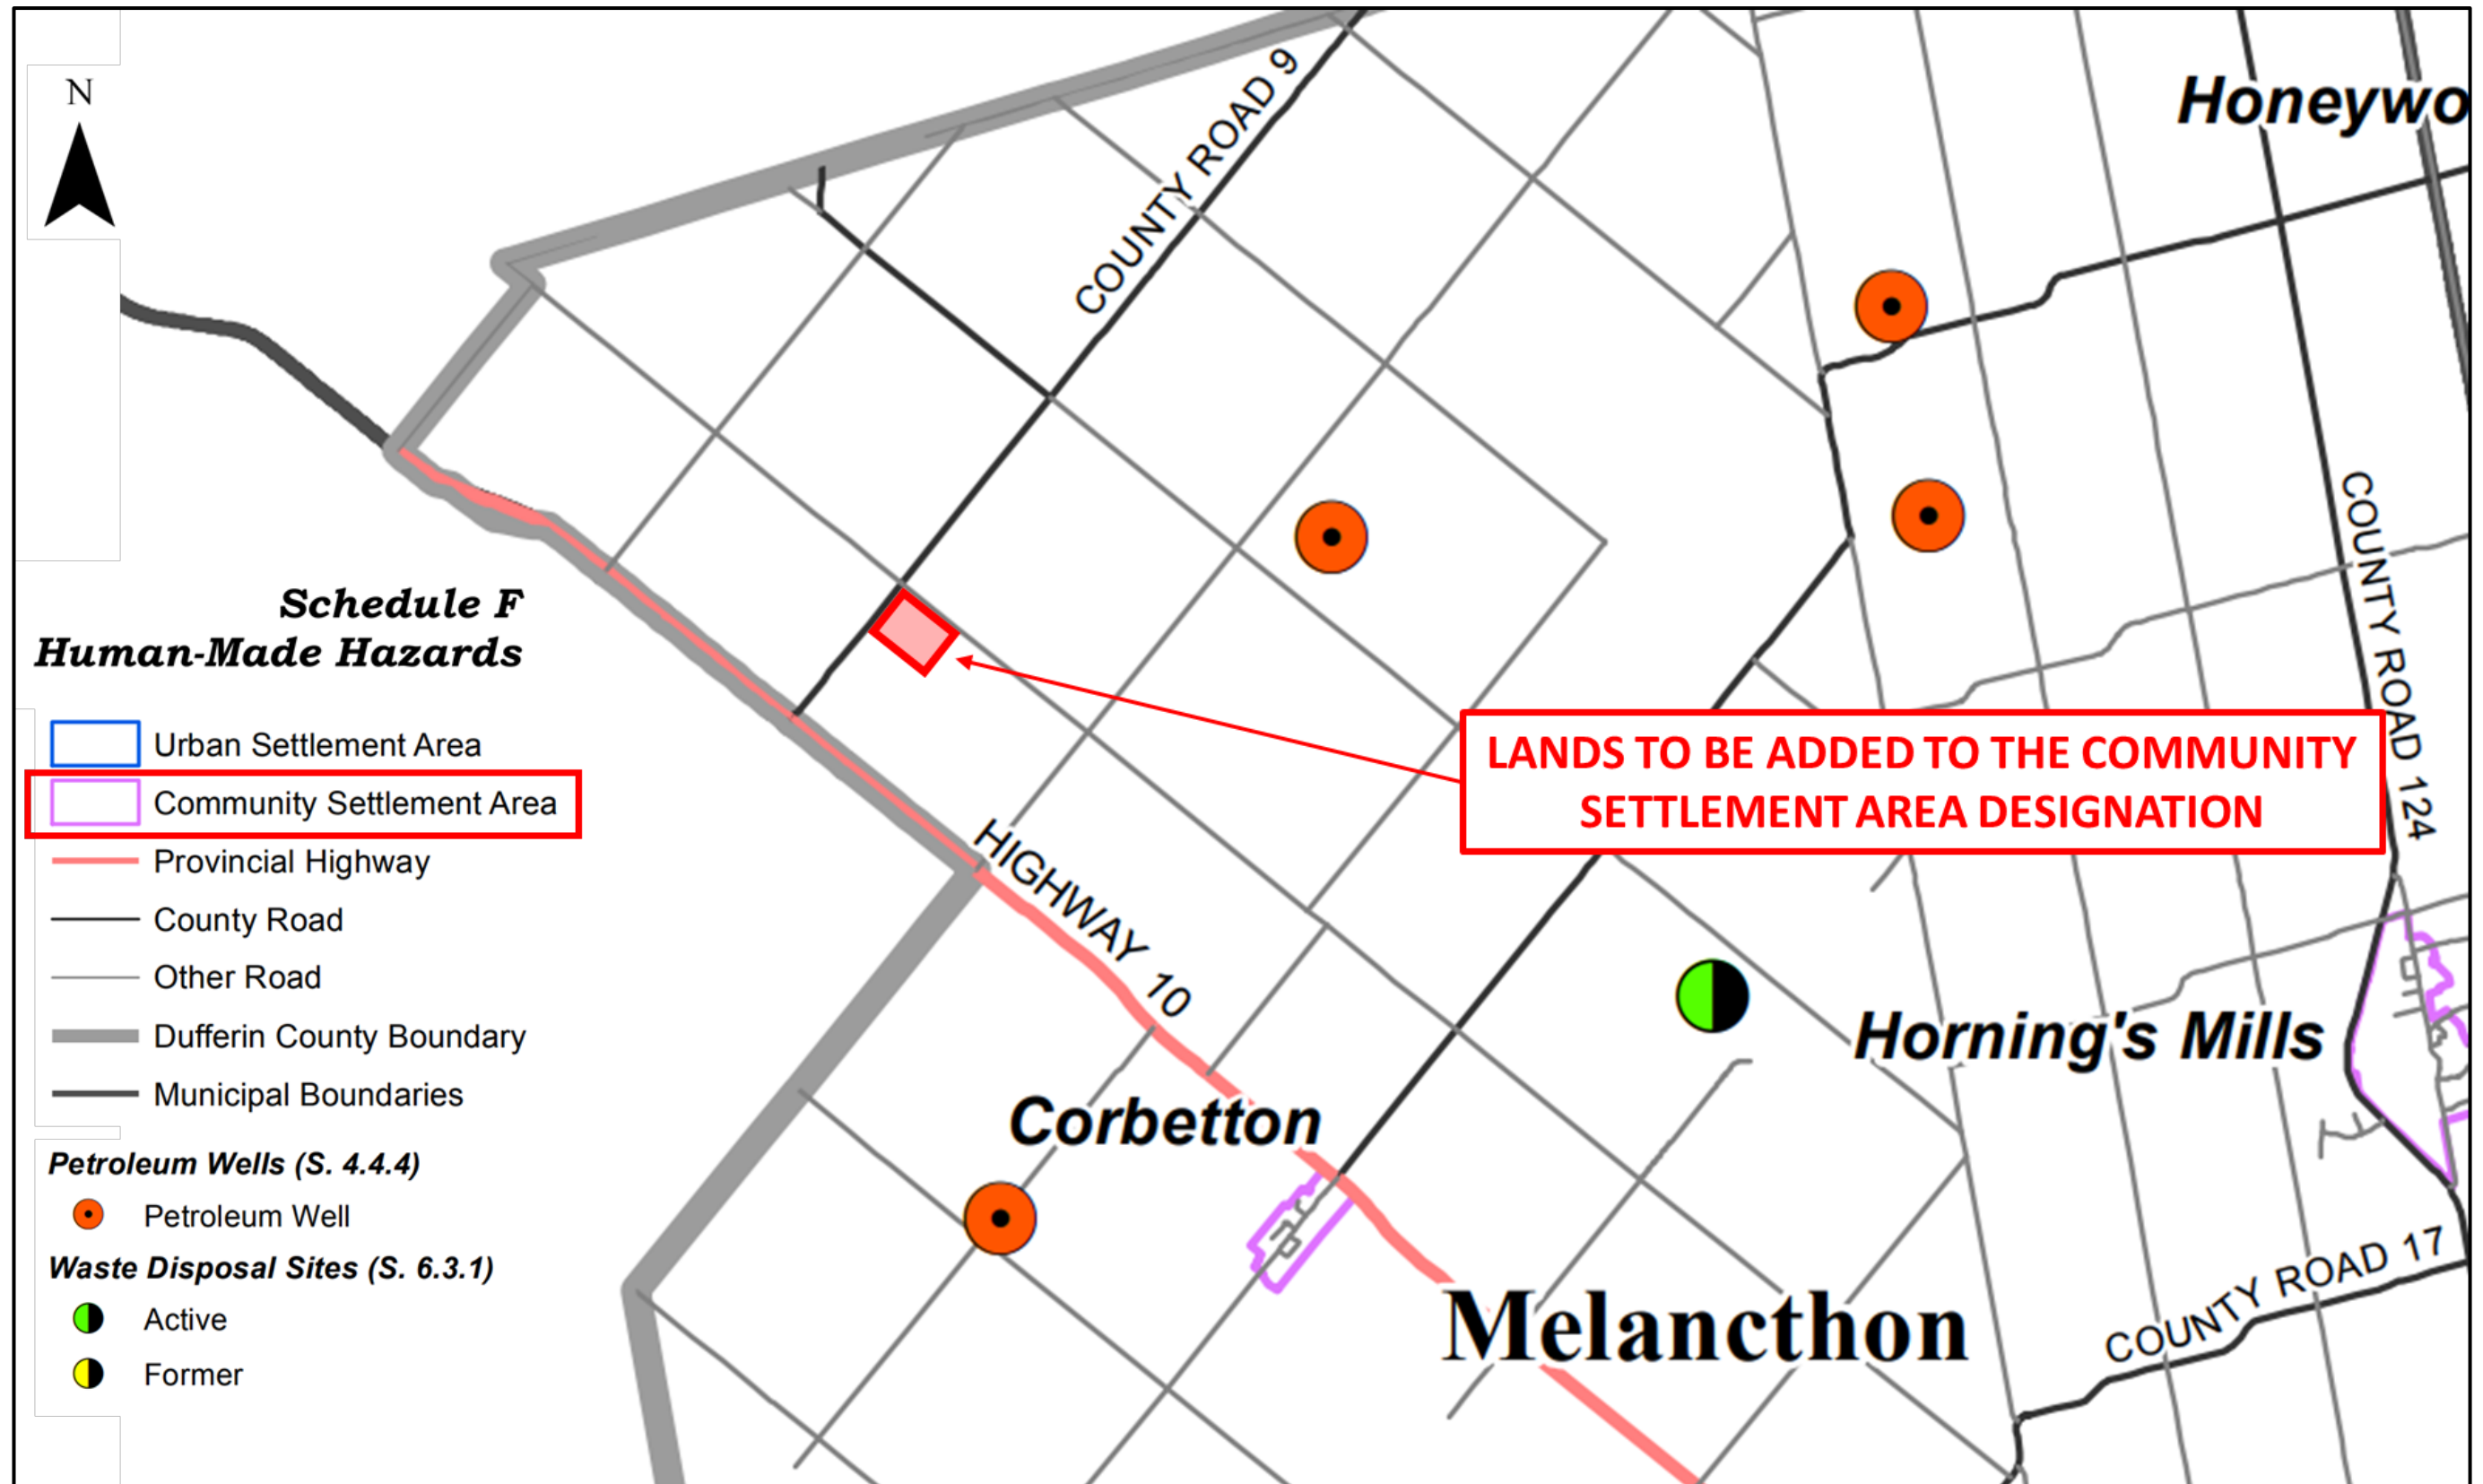 N
COUNTY ROAD 9
Honeywo
COUNTY ROAD 124
Schedule F
Human-Made Hazards
Urban Settlement Area
Community Settlement Area
Provincial Highway
County Road
Other Road
Dufferin County Boundary
Municipal Boundaries
Petroleum Wells (S. 4.4.4)
Petroleum Well
Waste Disposal Sites (S. 6.3.1)
Active
Former
LANDS TO BE ADDED TO THE COMMUNITY
SETTLEMENT AREA DESIGNATION
HIGHWAY 10
Horning's Mills
Corbetton
Melancthon
COUNTY ROAD 17